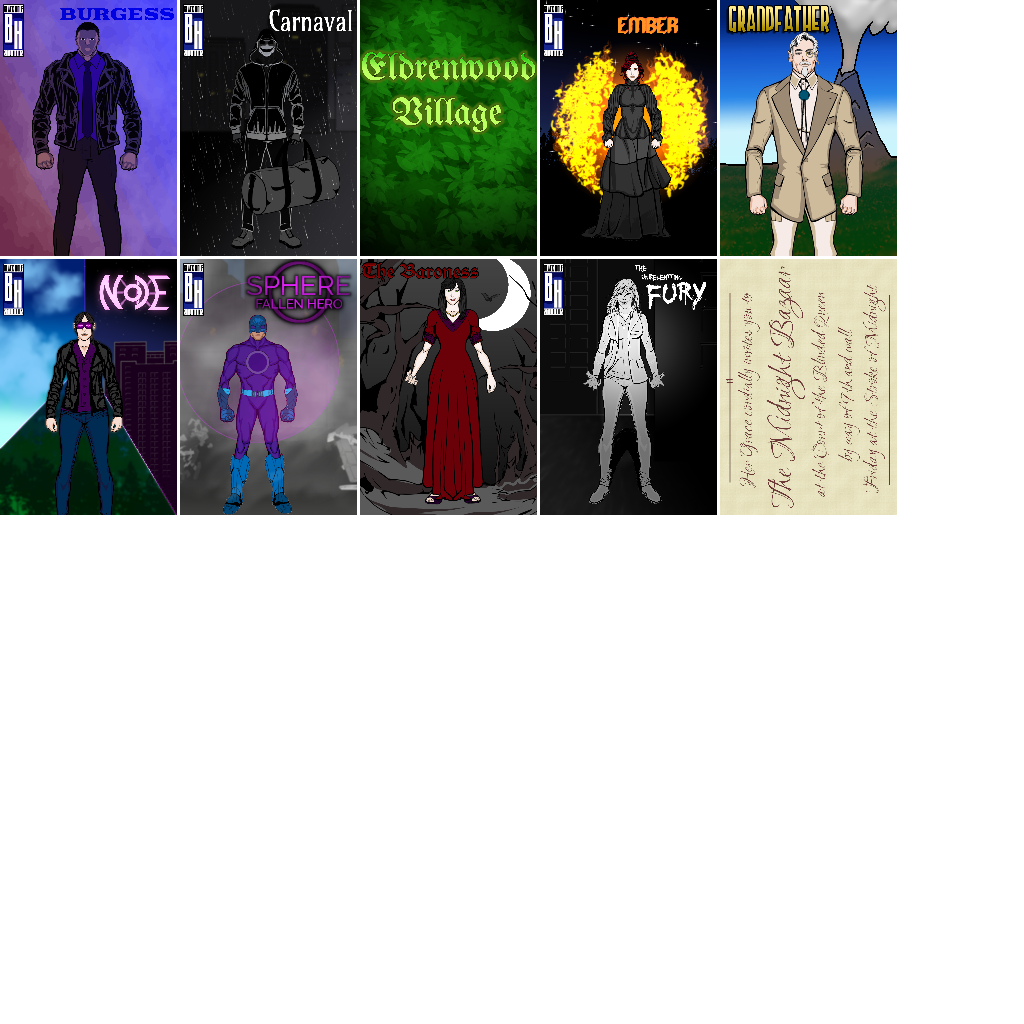 BURGESS
BH
Carnaval
BH
Eldrenwood
Village
EMBER
BH
GRANDFATHER
NODE
BH
SPHERE
FALLEN HERO
BH
The Baroness
THE
UNRELENTING
FURY
BH
Her Grace cordially invites you to
The Midnight Bazaar
at the Court of the Blinded Queen
by way of 7th and wall
Friday at the Stroke of Midnight